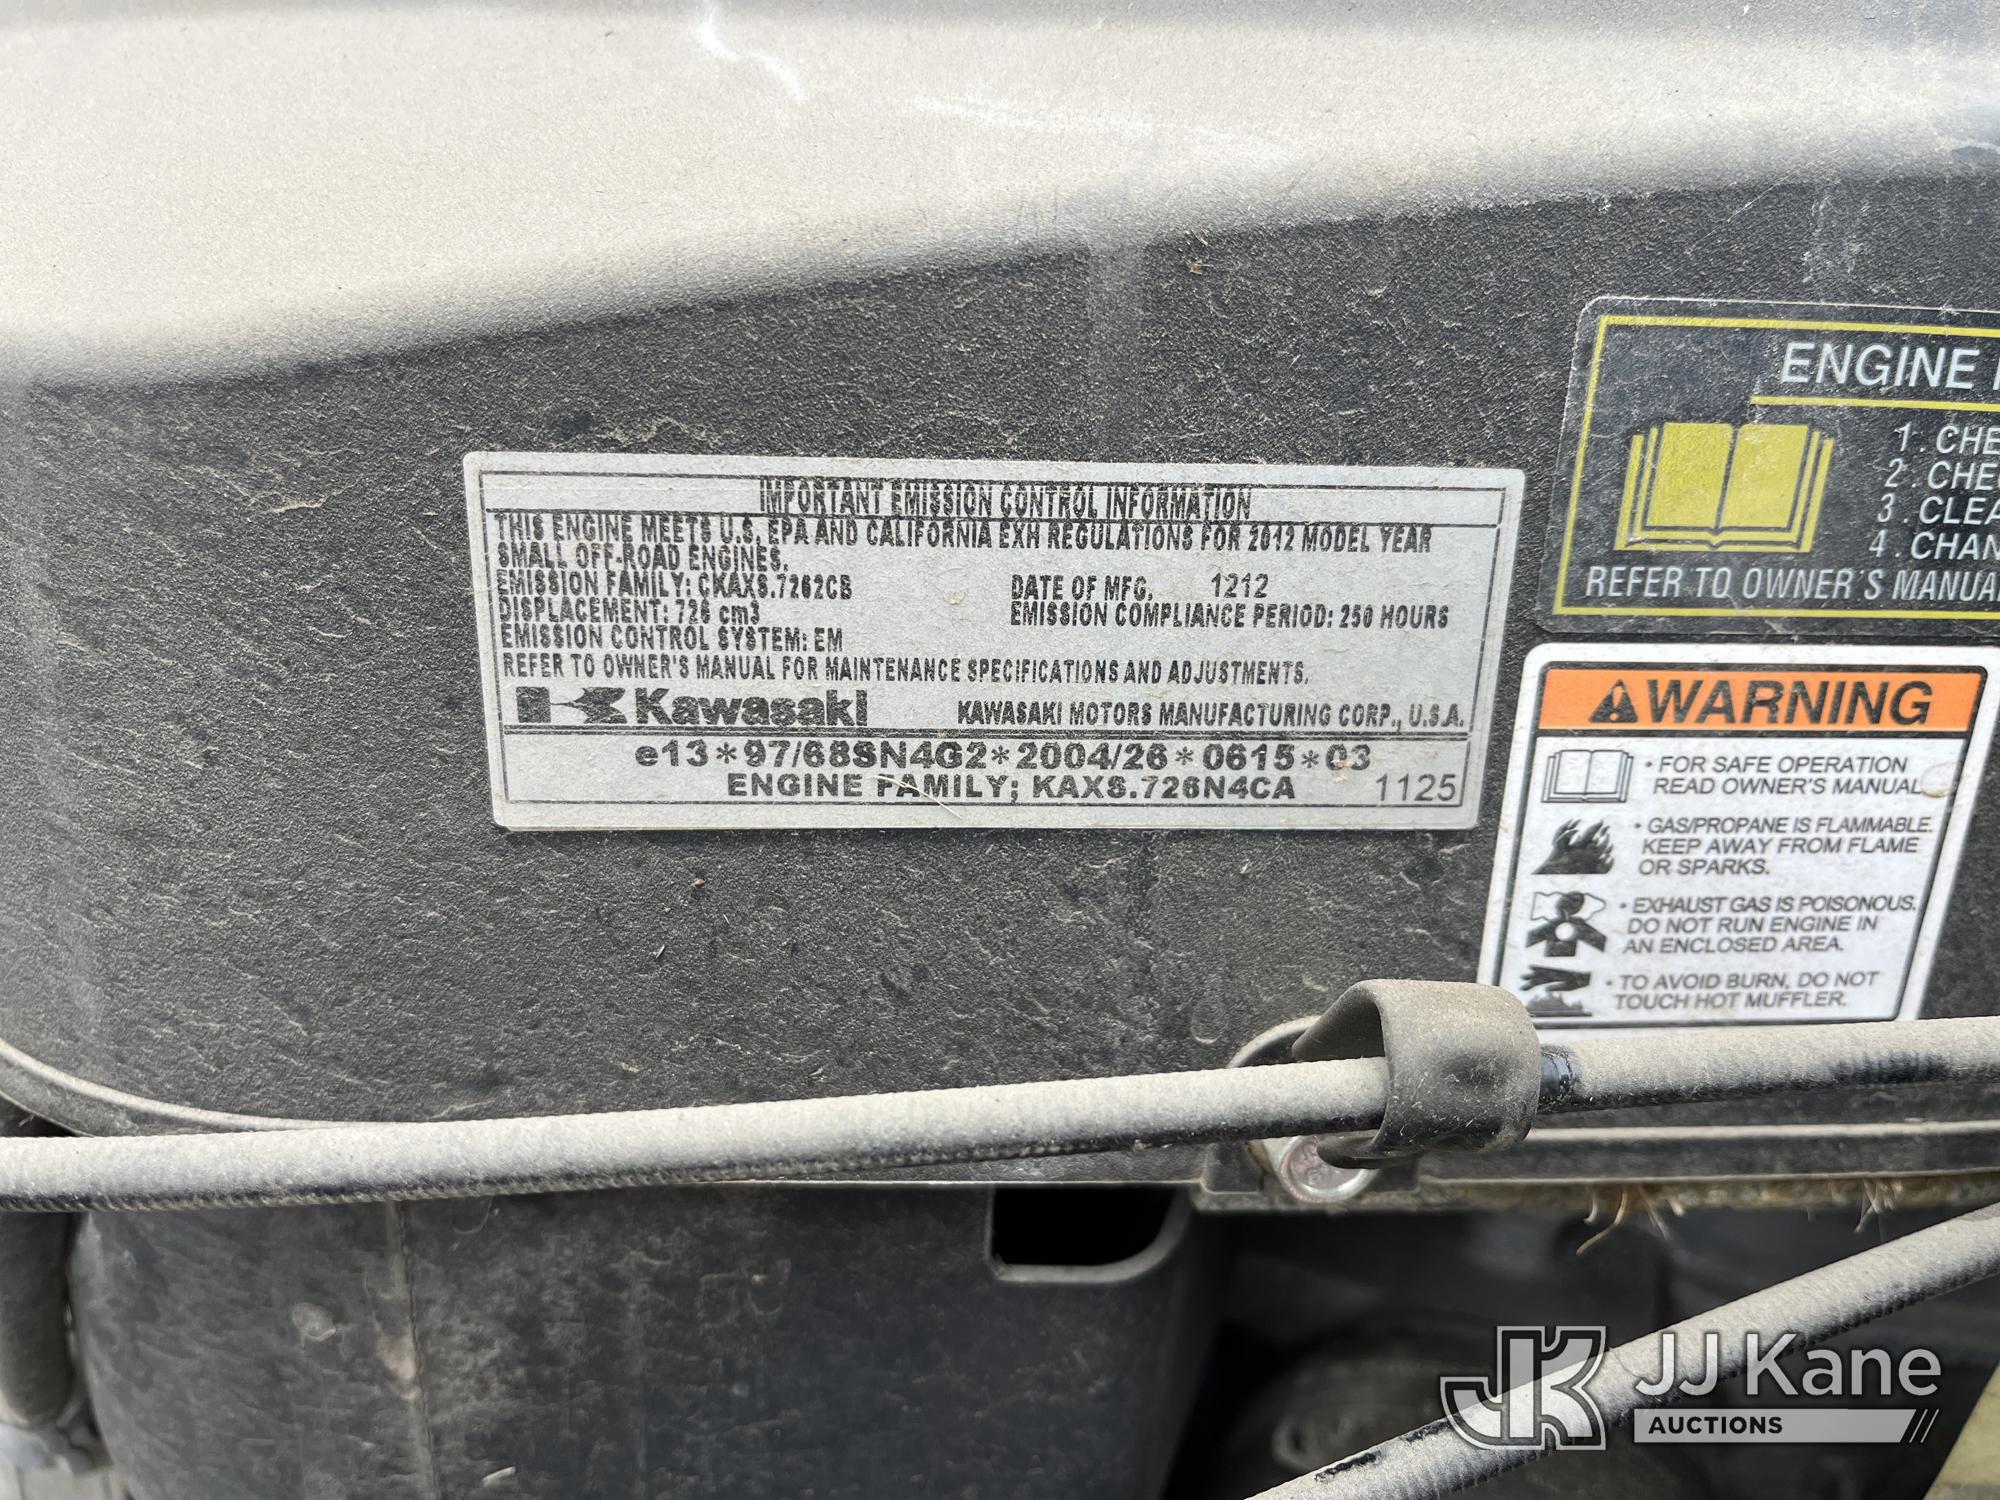 IMPORTANT EMISSION CONTROL INFORMATION
THIS ENGINE MEETS U.S. EPA AND CALIFORNIA EXH REGULATIONS FOR 2012 MODEL YEAR
SMALL OFF-ROAD ENGINES.
EMISSION FAMILY: CKAXS.7262CB DATE OF MFG. 1212
DISPLACEMENT: 726 cm3 EMISSION COMPLIANCE PERIOD: 250 HOURS
EMISSION CONTROL SYSTEM: EM
REFER TO OWNER'S MANUAL FOR MAINTENANCE SPECIFICATIONS AND ADJUSTMENTS.
Kawasaki KAWASAKI MOTORS MANUFACTURING CORP., U.S.A.
e13*97/68SN4G2*2004/26*0615*03
ENGINE FAMILY; KAXS.726N4CA 1125
ENGINE
1. CHE
2. CHE
3. CLEA
4. CHAN
REFER TO OWNER'S MANUA
WARNING
• FOR SAFE OPERATION
READ OWNER'S MANUAL
• GAS/PROPANE IS FLAMMABLE.
KEEP AWAY FROM FLAME
OR SPARKS.
• EXHAUST GAS IS POISONOUS.
DO NOT RUN ENGINE IN
AN ENCLOSED AREA.
• TO AVOID BURN, DO NOT
TOUCH HOT MUFFLER.
JK JJ Kane
AUCTIONS